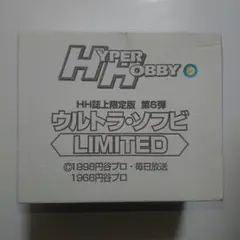 HYPER
HOBBY
HH誌上限定版 第6弾
ウルトラ・ソフビ
LIMITED
©1998円谷プロ・毎日放送
1966円谷プロ